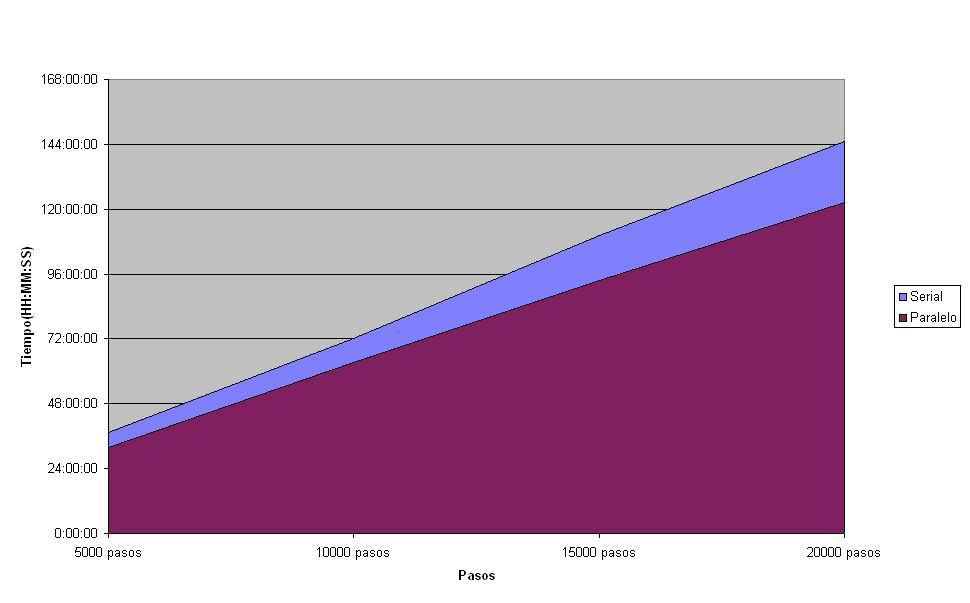 168:00:00
144:00:00
120:00:00
96:00:00
72:00:00
48:00:00
24:00:00
0:00:00
Tiempo(HH:MM:SS)
5000 pasos
10000 pasos
15000 pasos
20000 pasos
Pasos
Serial
Paralelo